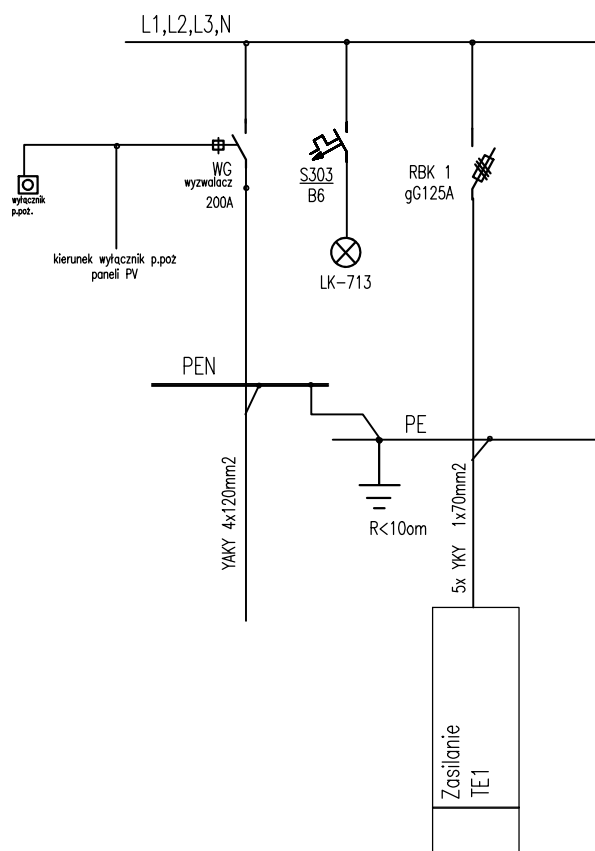 L1,L2,L3,N
WG
wyzwalacz
200A
wyłącznik
p.poż.
kierunek wyłącznik p.poż
paneli PV
S303
B6
LK-713
RBK 1
gG125A
PEN
PE
YAKY 4x120mm2
R<10om
5x YKY 1x70mm2
Zasilanie
TE1